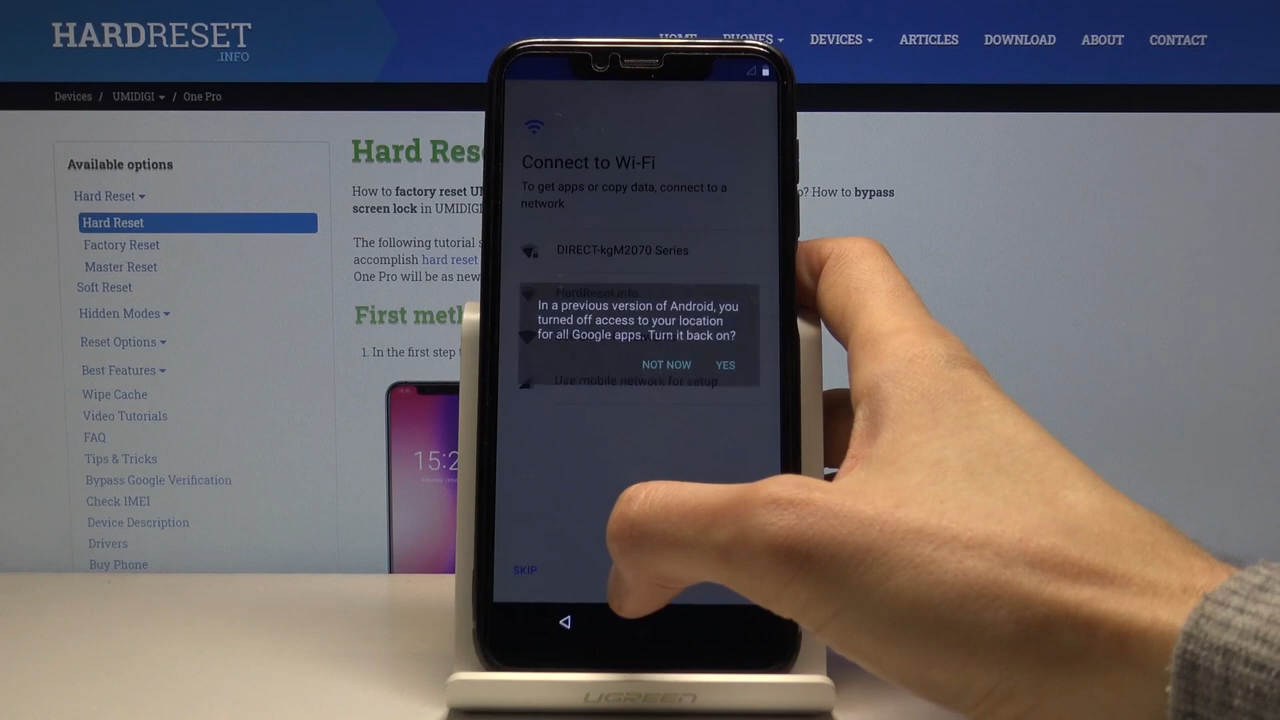 HARDRESET
.INFO
HOME PHONES DEVICES ARTICLES DOWNLOAD ABOUT CONTACT
Devices / UMIDIGI / One Pro
Available options
Hard Reset
Hard Reset
Factory Reset
Master Reset
Soft Reset
Hidden Modes
Reset Options
Best Features
Wipe Cache
Video Tutorials
FAQ
Tips & Tricks
Bypass Google Verification
Check IMEI
Device Description
Drivers
Buy Phone
How to factory reset
? How to bypass
screen lock in UMIDIGI
The following tutorial
accomplish hard reset
One Pro will be as new
First
1. In the first step
15:2
Connect to Wi-Fi
To get apps or copy data, connect to a
network
DIRECT-kgM2070 Series
HardReset.info
In a previous version of Android, you
turned off access to your location
for all Google apps. Turn it back on?
NOT NOW YES
Use mobile network for setup
SKIP
UGREEN